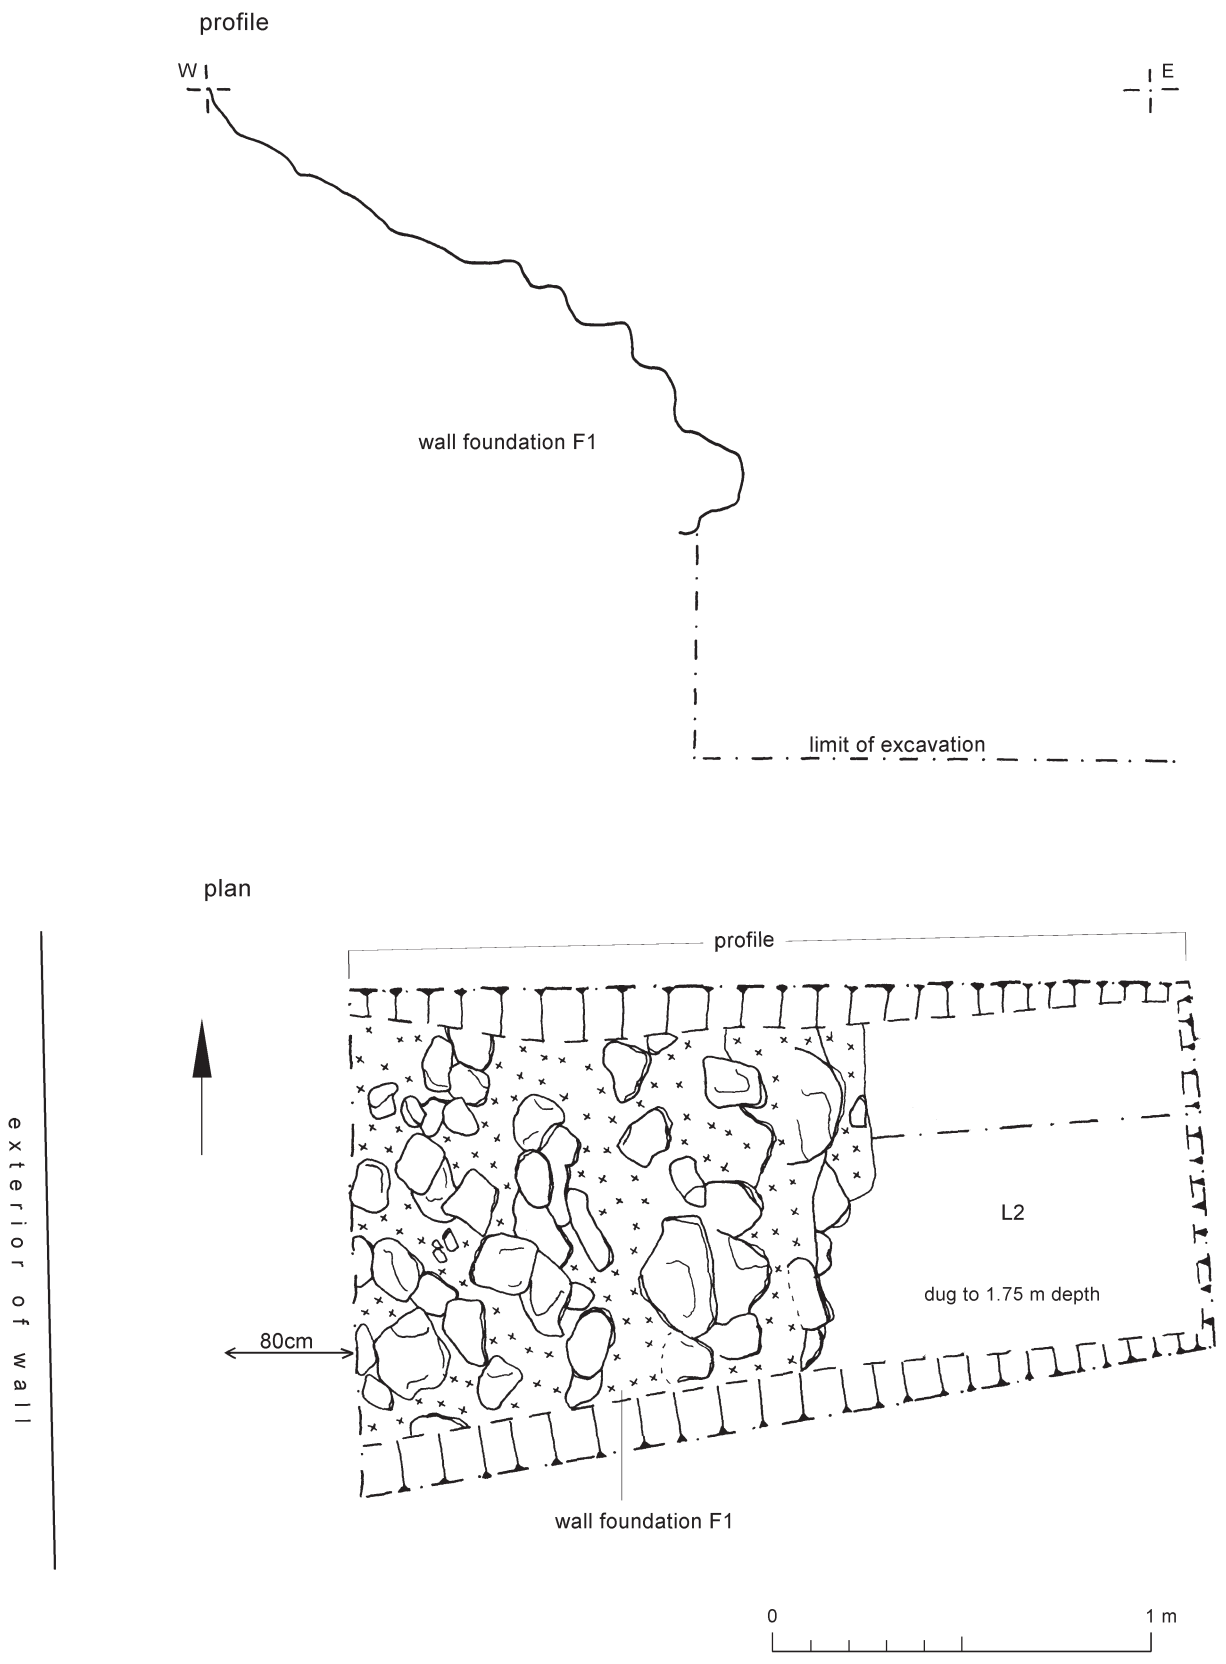 profile
W
E
wall foundation F1
limit of excavation
plan
profile
exterior of wall
L2
dug to 1.75 m depth
80cm
wall foundation F1
0 1 m